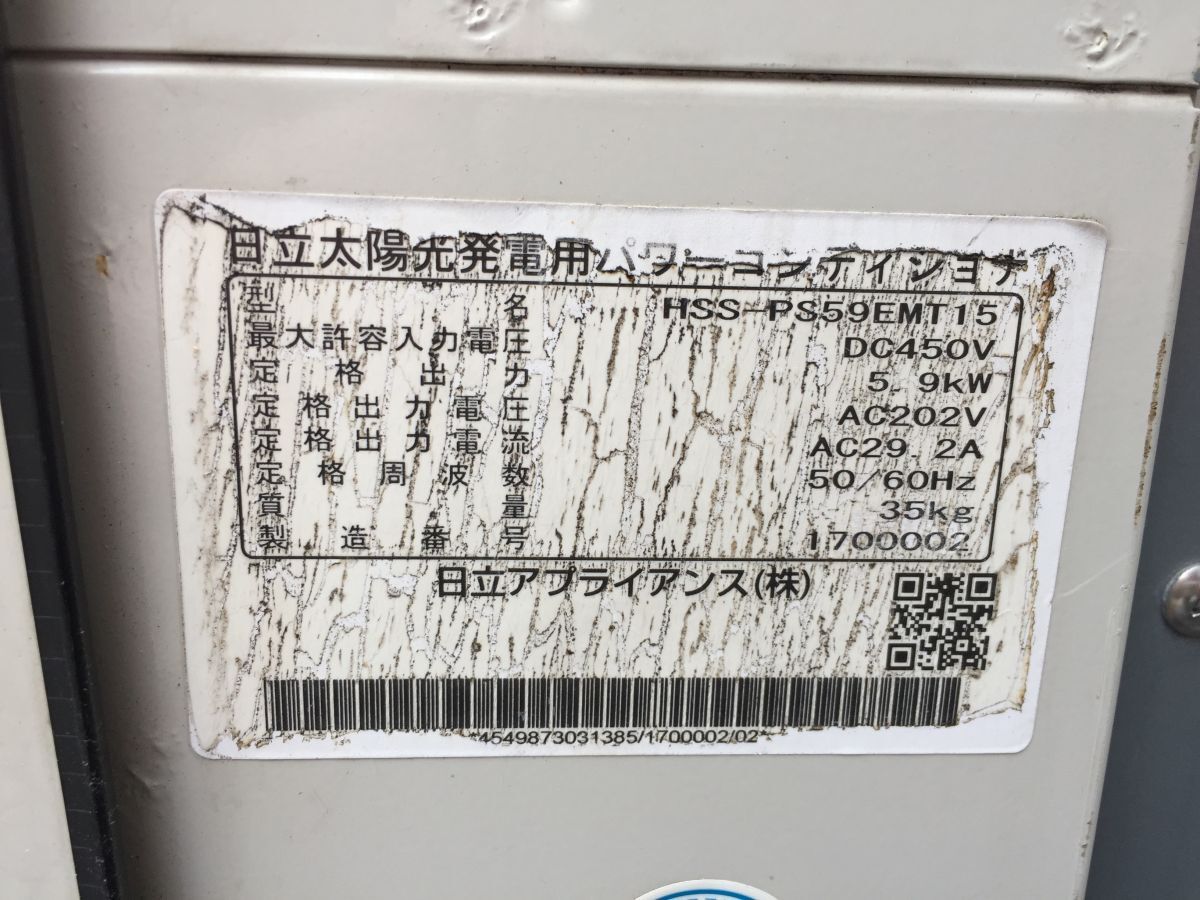 日立太陽光発電用パワーコンディショナ
型名 HSS-PS59EMT15
最大許容入力電圧 DC450V
定格出力 5.9kW
定格出力電圧 AC202V
定格出力電流 AC29.2A
定格周波数 50/60Hz
質量 35kg
製造番号 1700002
日立アプライアンス(株)
*4549873031385/1700002/02*